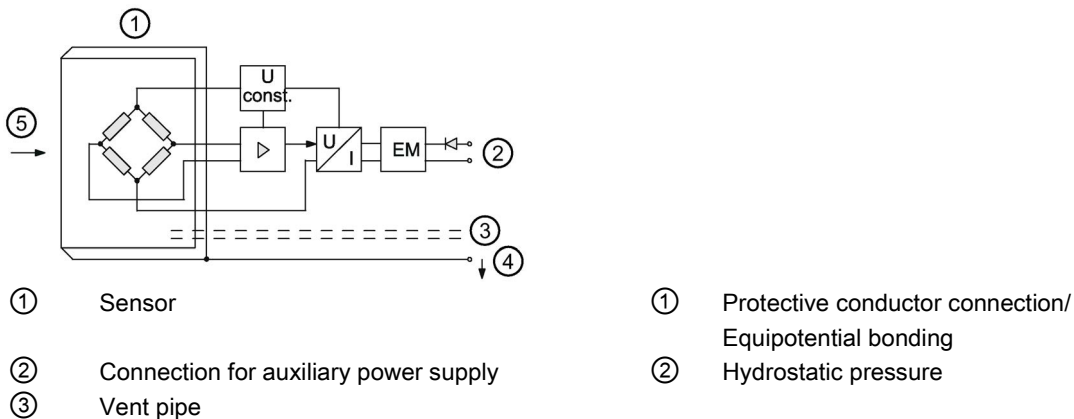 ①
U
const.
⑤
U
I
EM
②
③
④
① Sensor
① Protective conductor connection/
Equipotential bonding
② Connection for auxiliary power supply
② Hydrostatic pressure
③ Vent pipe